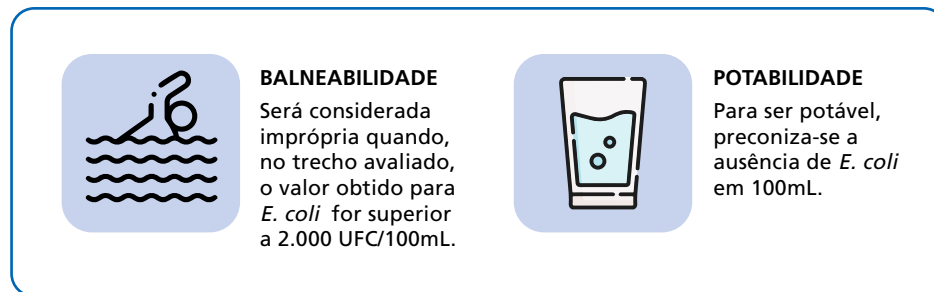 BALNEABILIDADE
Será considerada
imprópria quando,
no trecho avaliado,
o valor obtido para
E. coli for superior
a 2.000 UFC/100mL.
POTABILIDADE
Para ser potável,
preconiza-se a
ausência de E. coli
em 100mL.